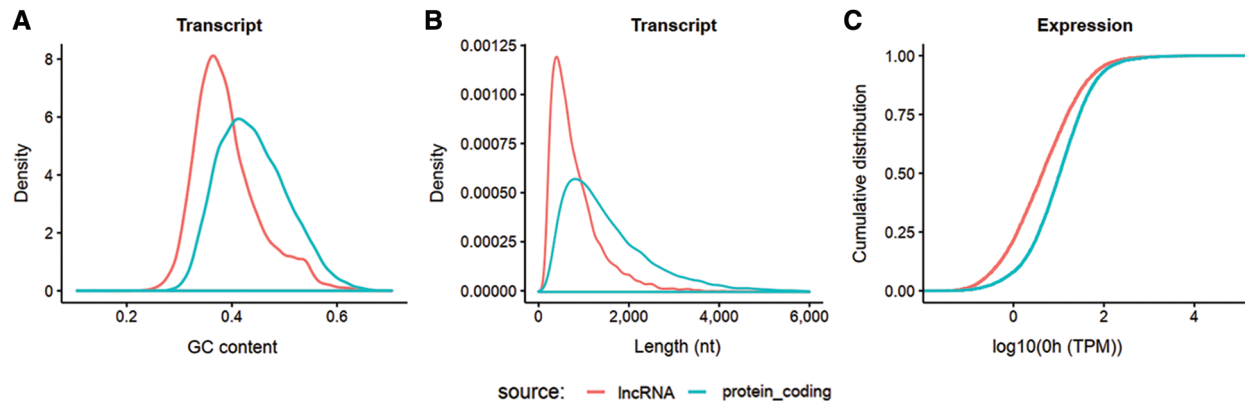 A
Transcript
Density
8
6
4
2
0
0.2
0.4
0.6
GC content
B
Transcript
Density
0.00125
0.00100
0.00075
0.00050
0.00025
0.00000
0
2,000
4,000
6,000
Length (nt)
C
Expression
Cumulative distribution
1.00
0.75
0.50
0.25
0.00
0
2
4
log10(0h (TPM))
source: lncRNA protein_coding